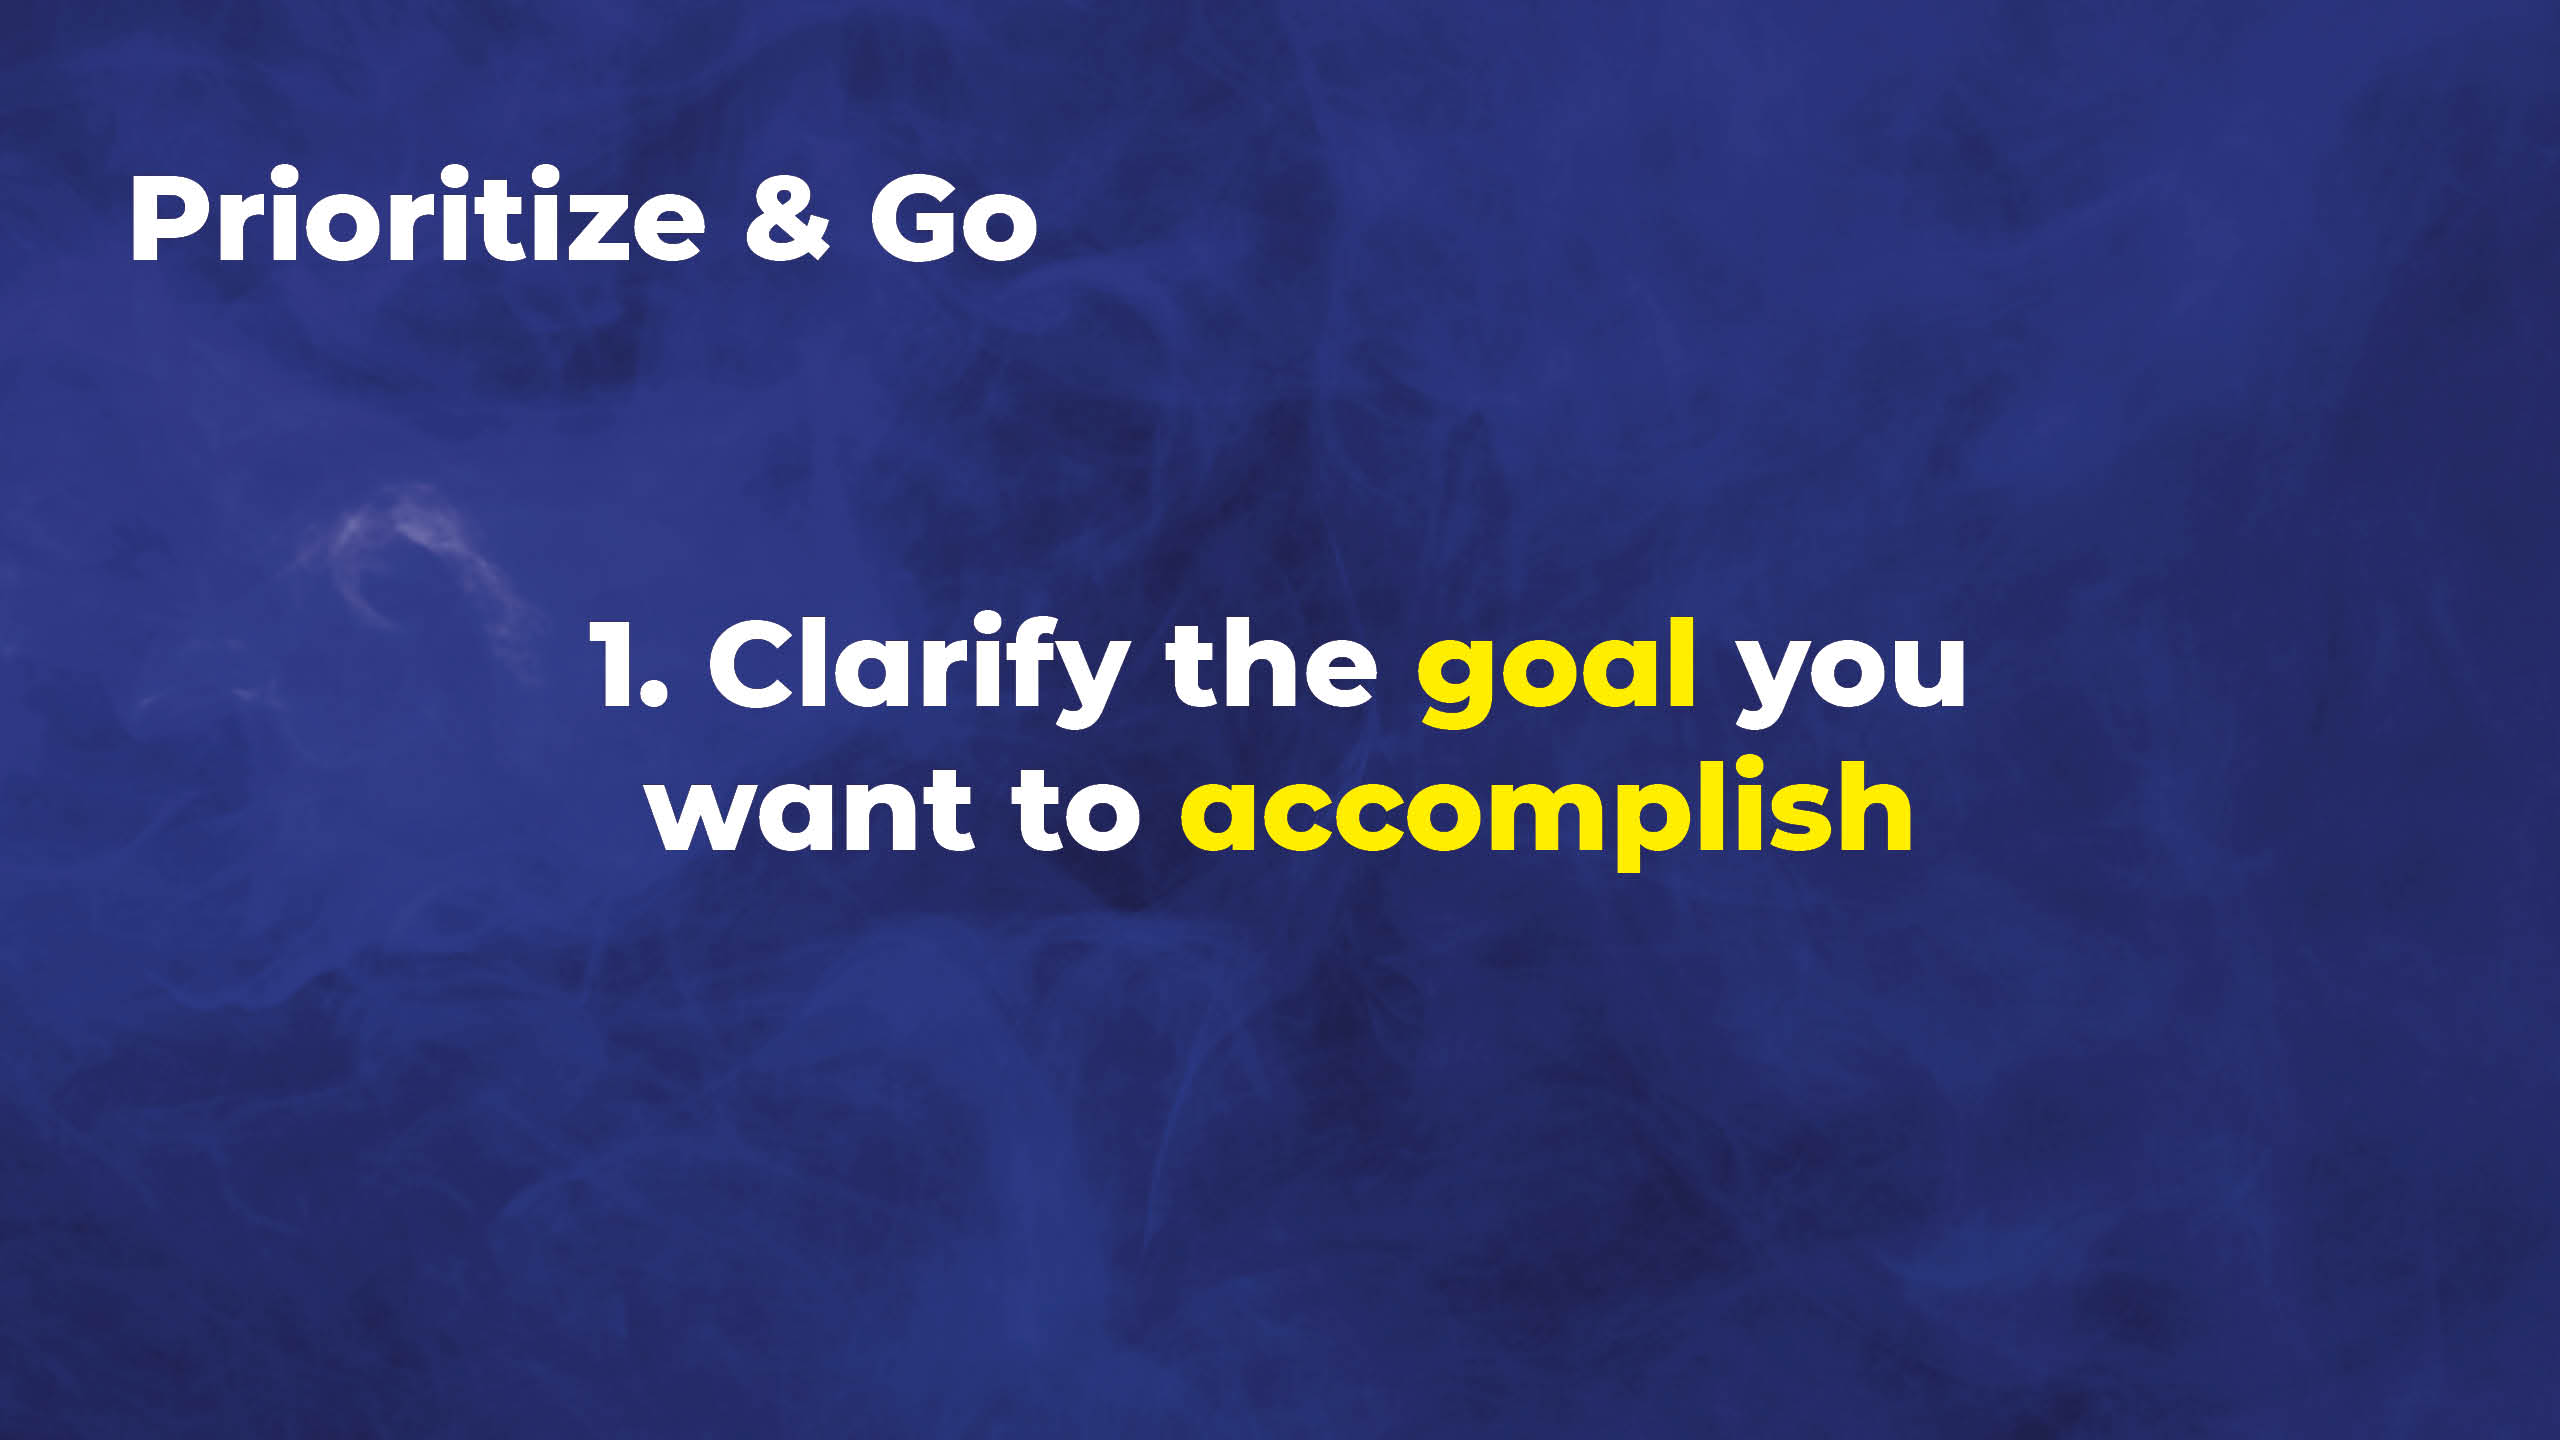 Prioritize & Go
1. Clarify the goal you
want to accomplish